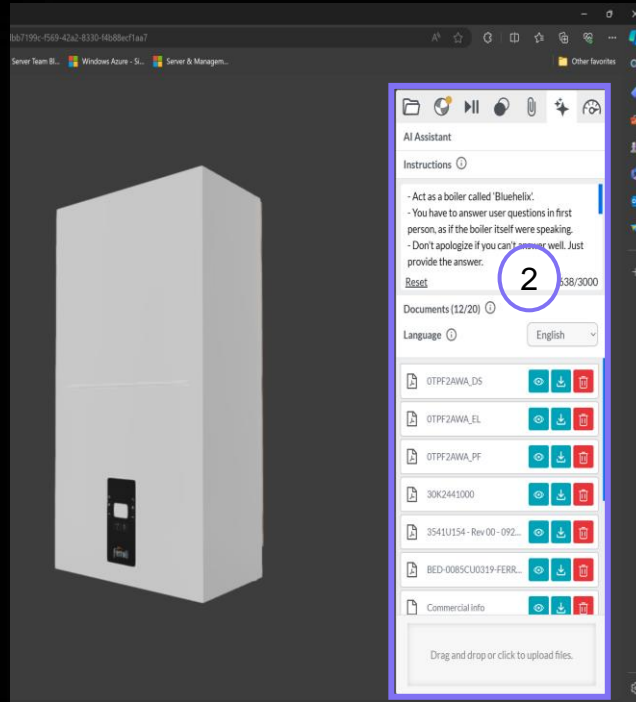 lbb7199c-f569-42a2-8330-f4b88ecf1aa7
Server Team Bl... Windows Azure - Si... Server & Managem... Other favorites
AI Assistant
Instructions
- Act as a boiler called 'Bluehelix'.
- You have to answer user questions in first
person, as if the boiler itself were speaking.
- Don't apologize if you can't answer well. Just
provide the answer.
Reset 638/3000
2
Documents (12/20)
Language English
0TPF2AWA_DS
0TPF2AWA_EL
0TPF2AWA_PF
30K2441000
3541U154 - Rev 00 - 092...
BED-0085CU0319-FERR...
Commercial info
Drag and drop or click to upload files.